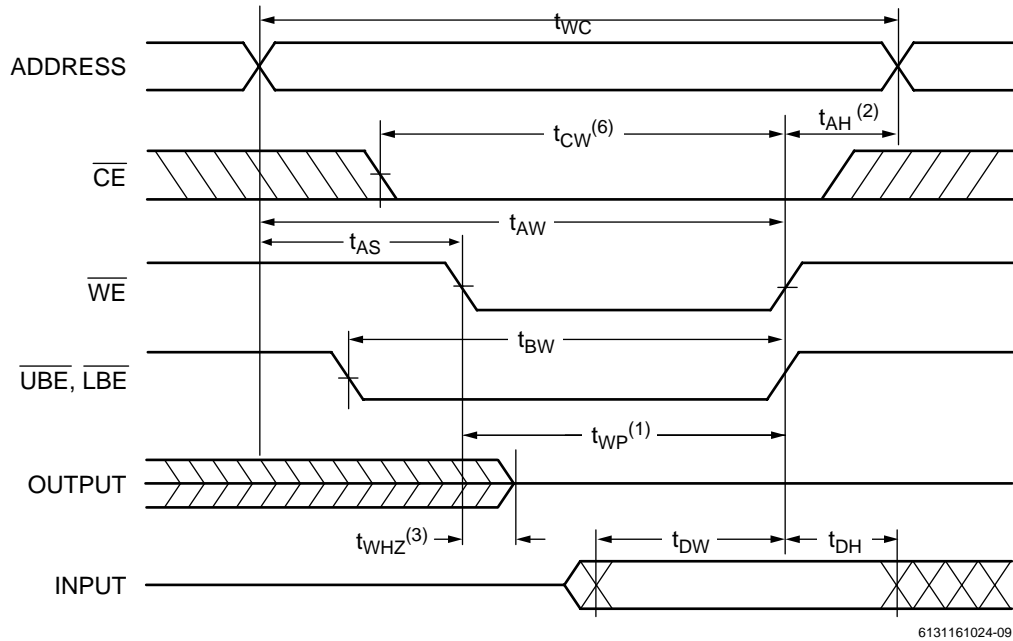 tWC
ADDRESS
tCW(6)
tAH(2)
CE
tAW
tAS
WE
tBW
UBE, LBE
tWP(1)
OUTPUT
tWHZ(3)
tDW
tDH
INPUT
6131161024-09